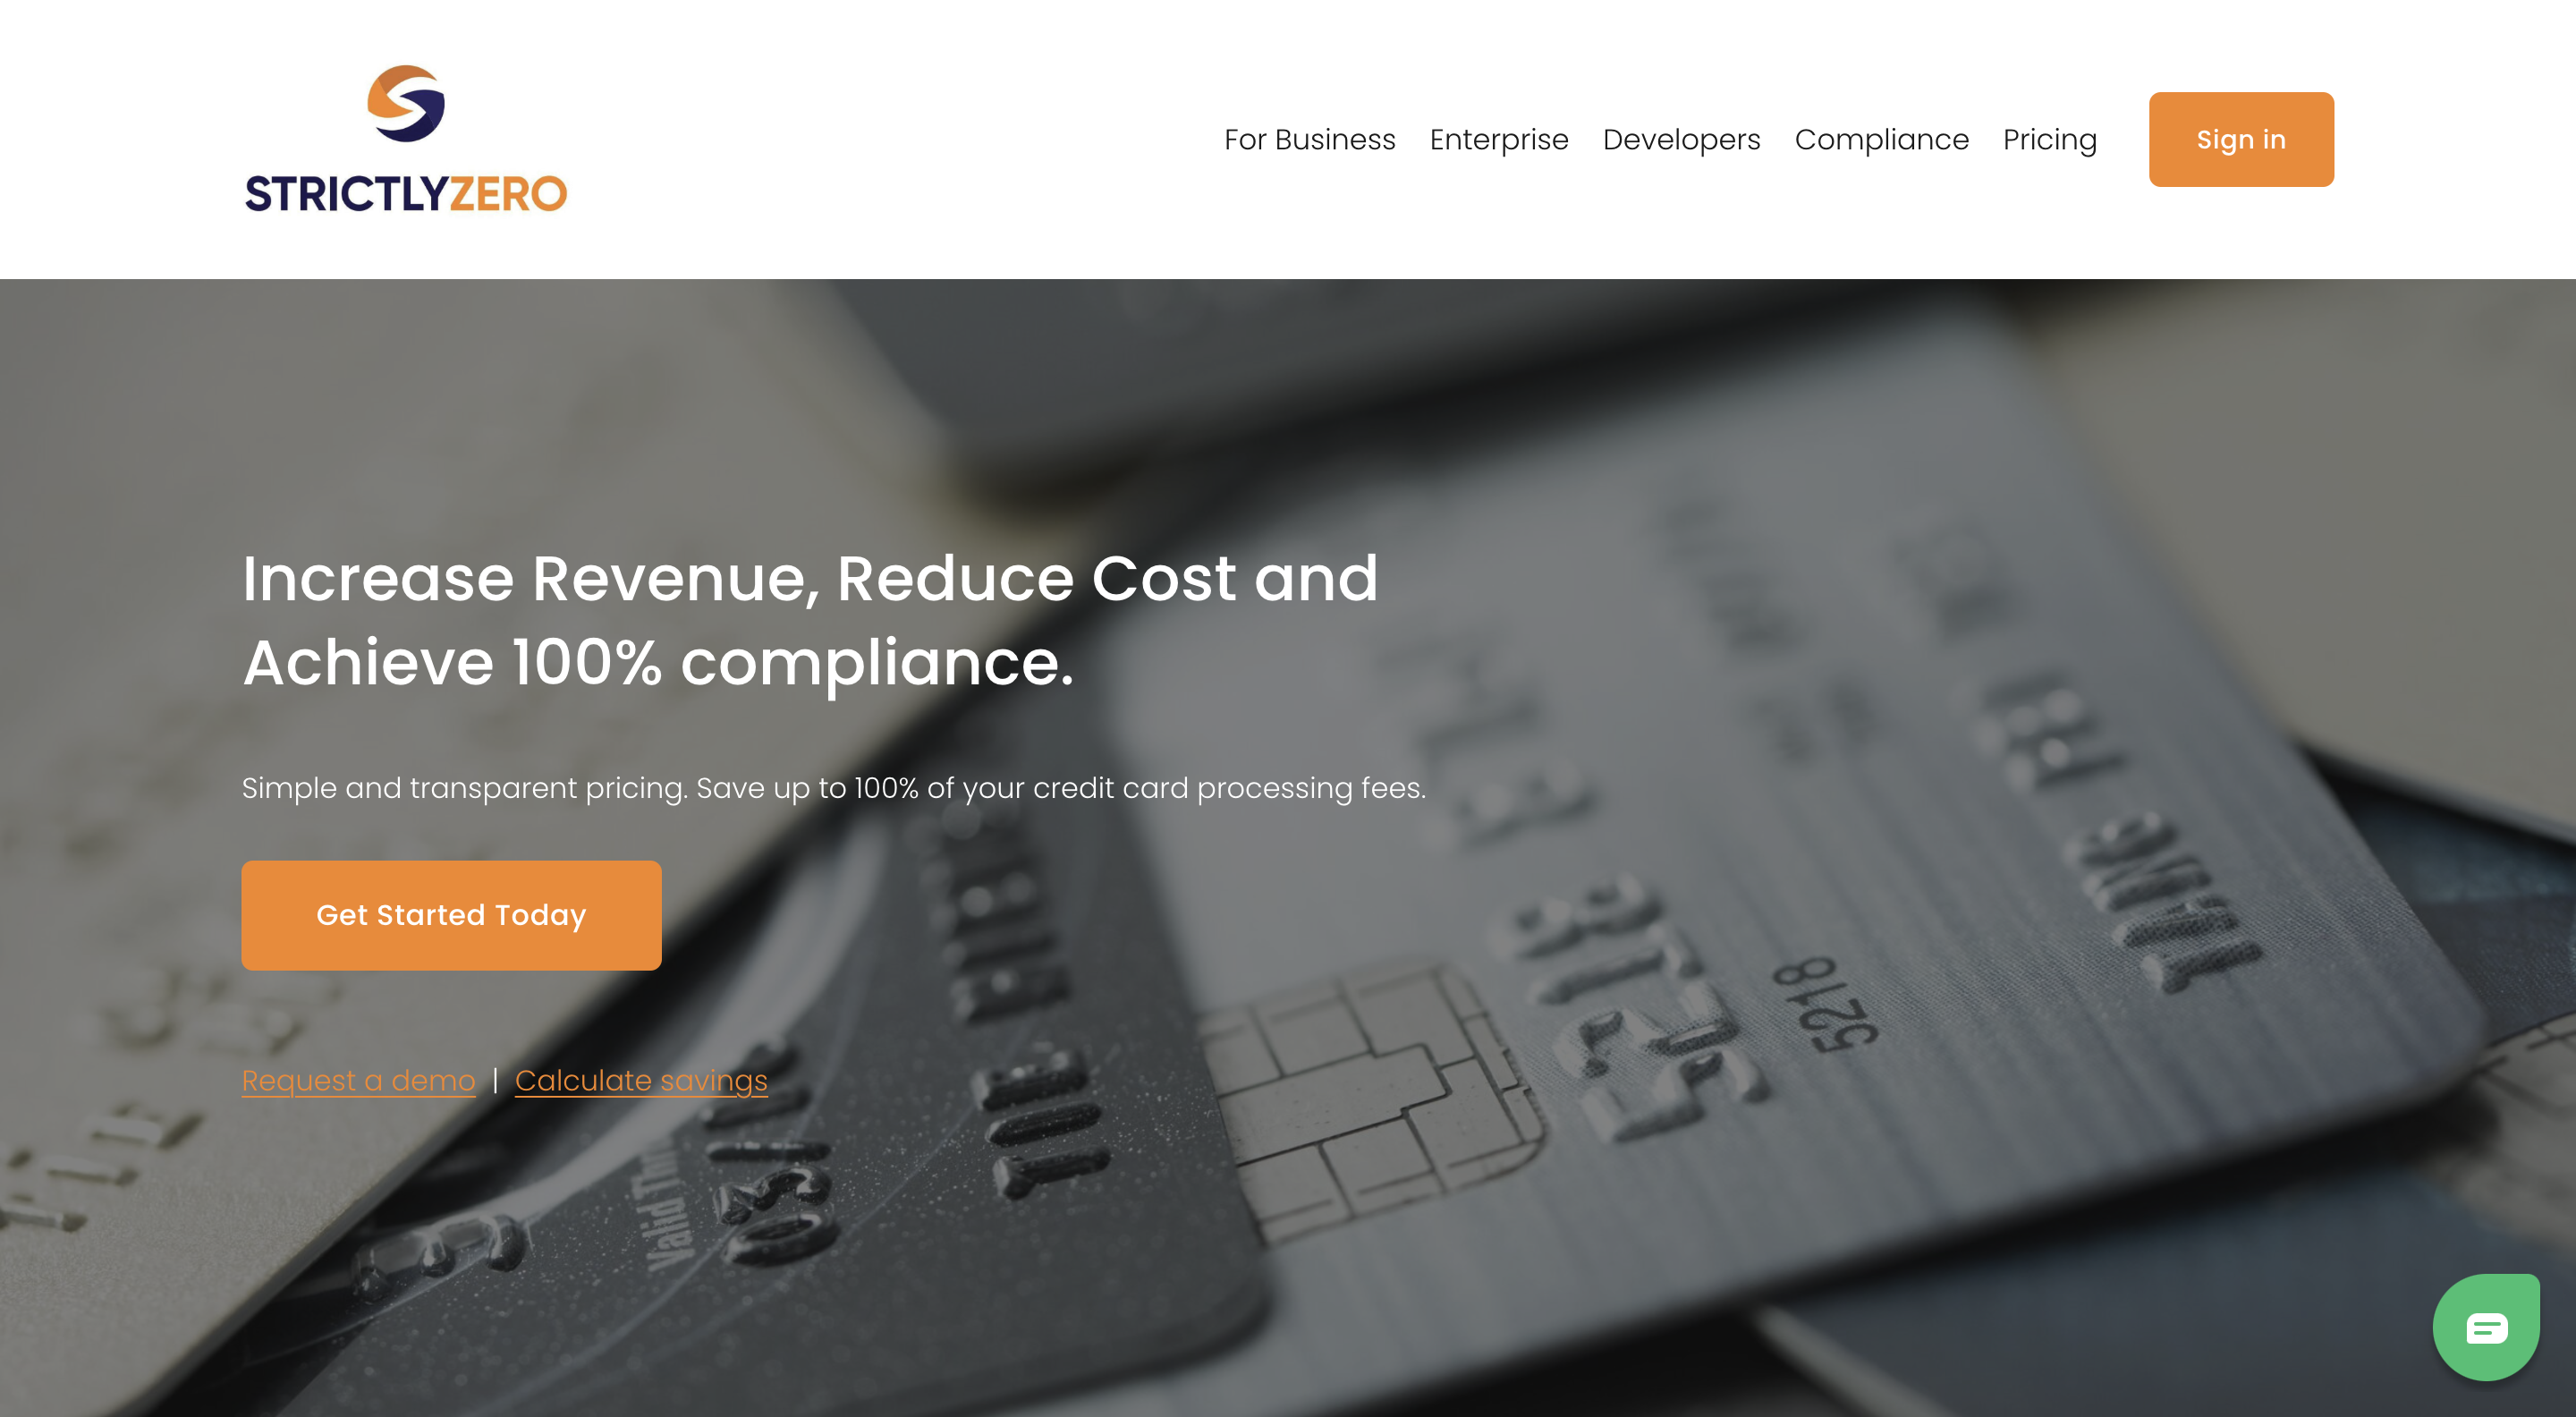 STRICTLYZERO
For Business Enterprise Developers Compliance Pricing Sign in
Increase Revenue, Reduce Cost and
Achieve 100% compliance.
Simple and transparent pricing. Save up to 100% of your credit card processing fees.
Get Started Today
Request a demo | Calculate savings
5218
5218